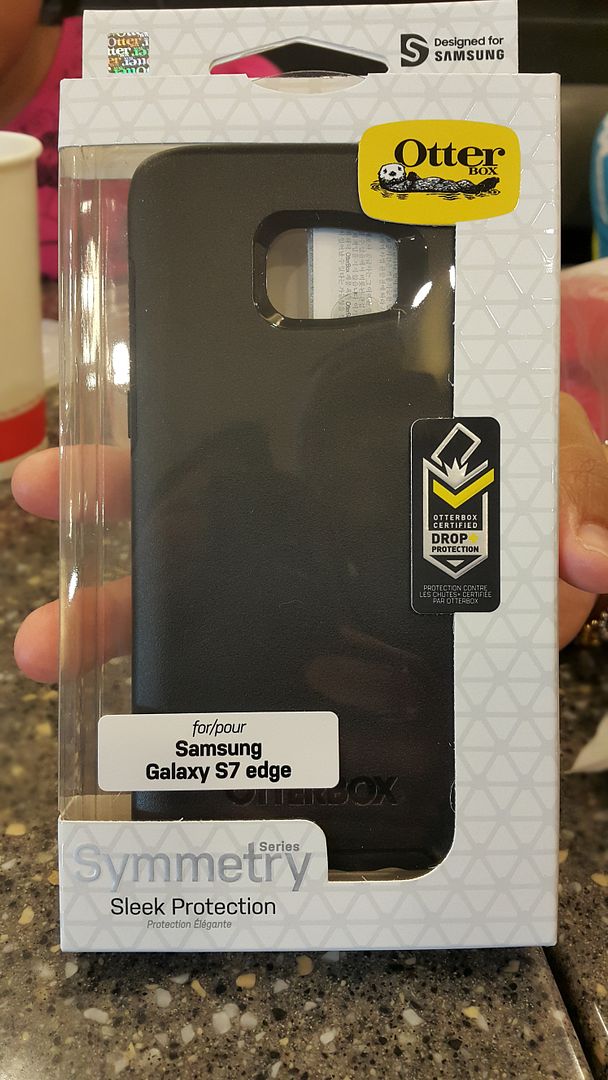 Designed for
SAMSUNG
Otter
BOX
OTTERBOX
CERTIFIED
DROP+
PROTECTION
PROTECTION CONTRE
LES CHUTES+ CERTIFIÉE
PAR OTTERBOX
for/pour
Samsung
Galaxy S7 edge
OTTERBOX
Symmetry Series
Sleek Protection
Protection Élégante